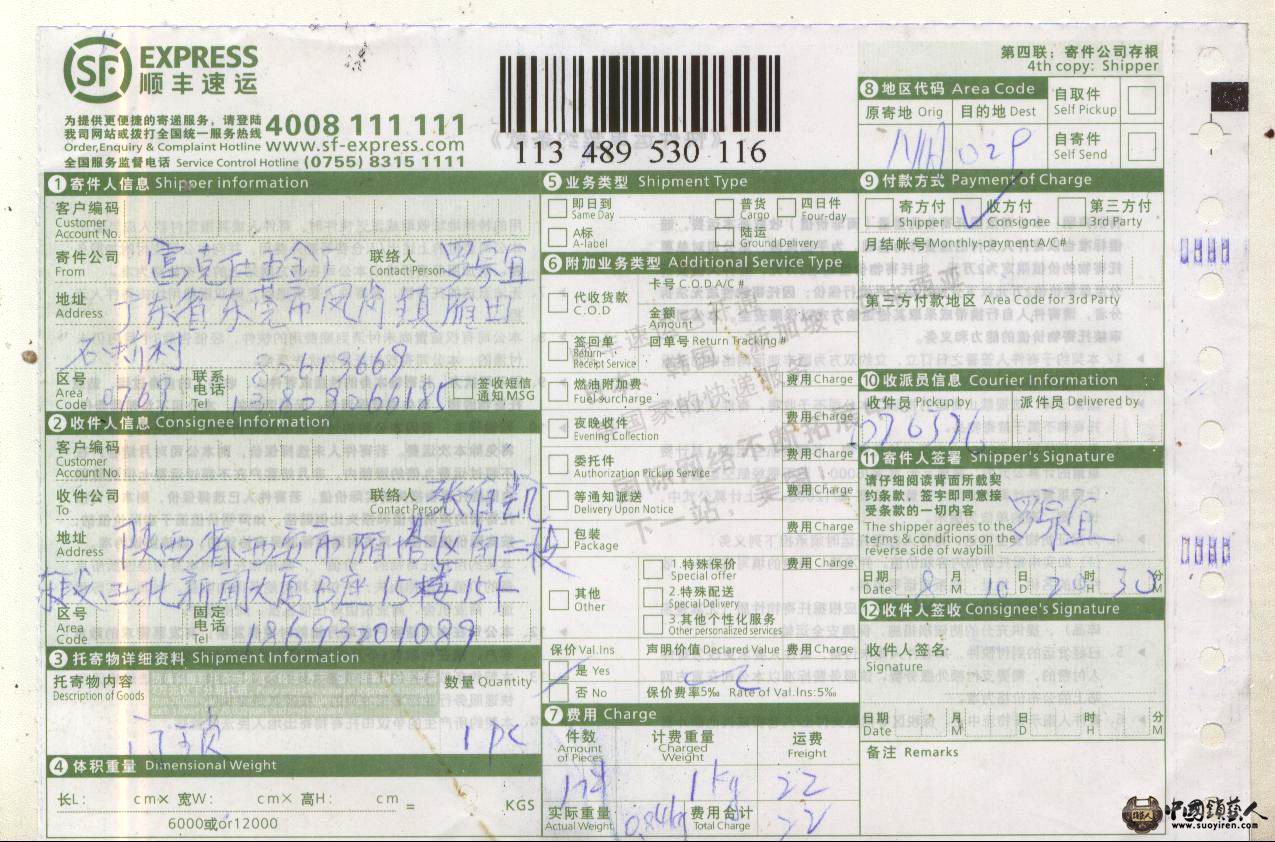 SF EXPRESS
顺丰速运
为提供更便捷的寄递服务，请登陆
我司网站或拨打全国统一服务热线 4008 111 111
Order,Enquiry & Complaint Hotline www.sf-express.com
全国服务监督电话 Service Control Hotline (0755) 8315 1111
113 489 530 116
第四联：寄件公司存根
4th copy: Shipper
⑧地区代码 Area Code
原寄地 Orig 目的地 Dest
自取件
Self Pickup
029
自寄件
Self Send
①寄件人信息 Shipper information
客户编码
Customer
Account No.
寄件公司
From
富克仕五金厂
联络人
Contact Person
罗宗宜
地址
Address
广东省东莞市凤岗镇雁田
82613669
区号
Area
Code
0769
联系
电话
Tel
签收短信
通知MSG
②收件人信息 Consignee Information
客户编码
Customer
Account No.
收件公司
To
联络人
Contact Person
张维凯
地址
Address
陕西省西安市雁塔区南二环
新闻大厦B座15楼15F
区号
Area
Code
固定
电话
Tel
18693201089
③托寄物详细资料 Shipment Information
托寄物内容
Description of Goods
数量 Quantity
1 pc
④体积重量 Dimensional Weight
长L: cm× 宽W: cm× 高H: cm = KGS
6000或or12000
⑤业务类型 Shipment Type
即日到
Same Day
普货
Cargo
四日件
Four-day
A标
A-label
陆运
Ground Delivery
⑥附加业务类型 Additional Service Type
代收货款
C.O.D
卡号 C.O.D A/C #
金额
Amount
签回单
Return-
Receipt Service
回单号 Return Tracking #
燃油附加费
Fuel surcharge
费用 Charge
夜晚收件
Evening Collection
费用 Charge
委托件
Authorization Pickup Service
费用 Charge
等通知派送
Delivery Upon Notice
费用 Charge
包装
Package
费用 Charge
其他
Other
1.特殊保价
Special offer
费用 Charge
2.特殊配送
Special Delivery
3.其他个性化服务
Other personalized services
保价 Val.Ins 声明价值 Declared Value 费用 Charge
是 Yes
否 No
保价费率5‰ Rate of Val.Ins:5‰
⑦费用 Charge
件数
Amount
of Pieces
计费重量
Charged
Weight
运费
Freight
1kg
22
实际重量
Actual Weight
费用合计
Total Charge
22
⑨付款方式 Payment of Charge
寄方付
Shipper
收方付
Consignee
第三方付
3rd Party
月结帐号Monthly-payment A/C#
第三方付款地区 Area Code for 3rd Party
⑩收派员信息 Courier Information
收件员 Pickup by 派件员 Delivered by
⑪寄件人签署 Shipper's Signature
请仔细阅读背面所载契
约条款，签字即同意接
受条款的一切内容
The shipper agrees to the
terms & conditions on the
reverse side of waybill
罗宗宜
日期
Date
8 月 M 10 日 D 20 时 H 30 分 M
⑫收件人签收 Consignee's Signature
收件人签名
Signature
日期
Date
月 M 日 D 时 H 分 M
备注 Remarks
中国锁艺人
www.suoyiren.com